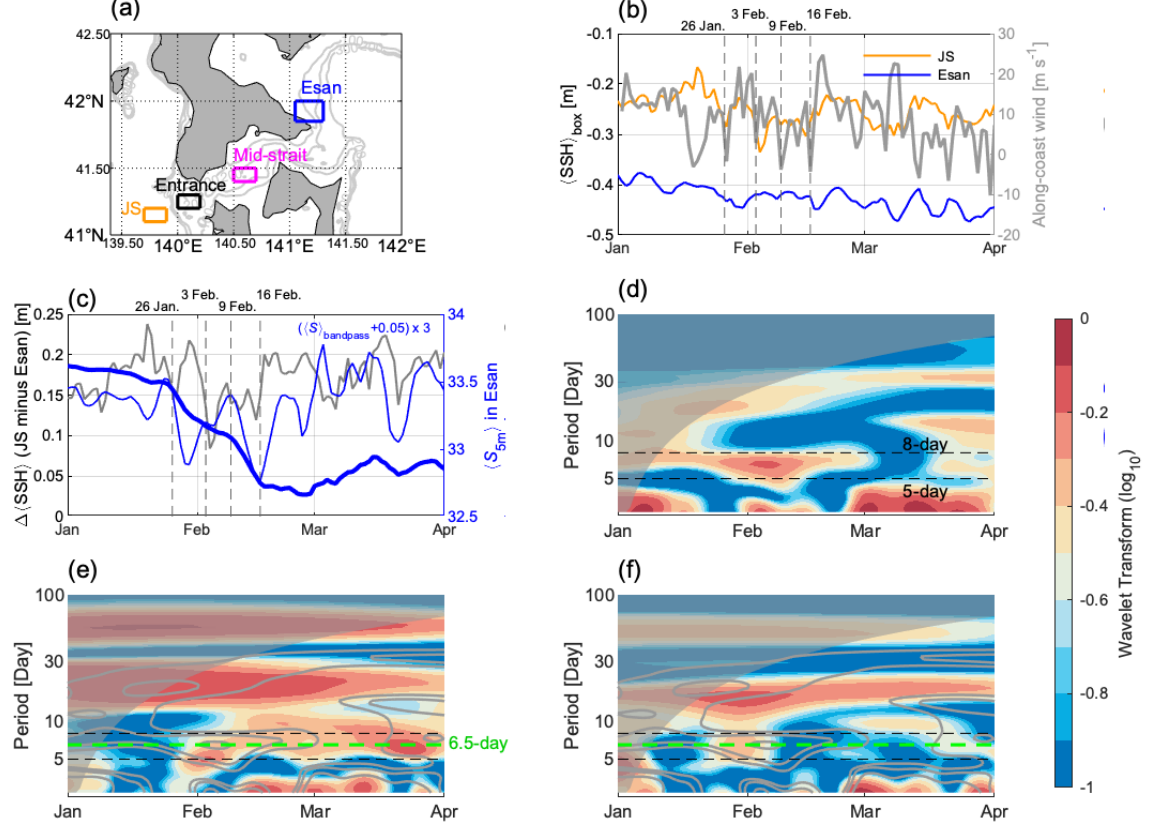 (a)
42.50
42°N
41.50
41°N
139.50
140°E
140.50
141°E
141.50
142°E
Esan
Mid-strait
Entrance
JS
(b)
26 Jan.
3 Feb.
9 Feb.
16 Feb.
-0.1
-0.2
-0.3
-0.4
-0.5
⟨SSH⟩box [m]
JS
Esan
30
20
10
0
-10
-20
Along-coast wind [m s-1]
Jan
Feb
Mar
Apr
(c)
26 Jan.
3 Feb.
9 Feb.
16 Feb.
0.25
0.2
0.15
0.1
0.05
0
Δ⟨SSH⟩ (JS minus Esan) [m]
(⟨S⟩bandpass+0.05) x 3
34
33.5
33
32.5
⟨S5m⟩ in Esan
Jan
Feb
Mar
Apr
(d)
100
30
10
5
Period [Day]
8-day
5-day
Jan
Feb
Mar
Apr
0
-0.2
-0.4
-0.6
-0.8
-1
Wavelet Transform (log10)
(e)
100
30
10
5
Period [Day]
6.5-day
Jan
Feb
Mar
Apr
(f)
100
30
10
5
Period [Day]
Jan
Feb
Mar
Apr